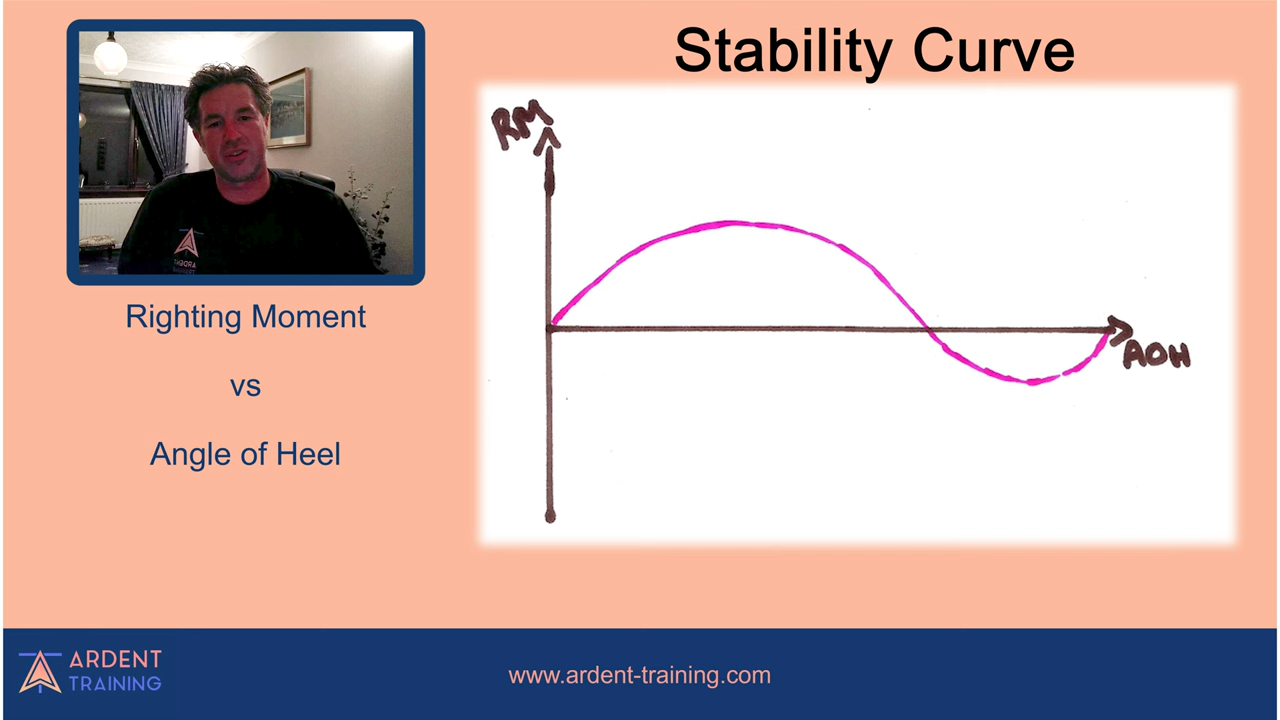 Stability Curve
RM
AOH
Righting Moment
vs
Angle of Heel
ARDENT
TRAINING
www.ardent-training.com